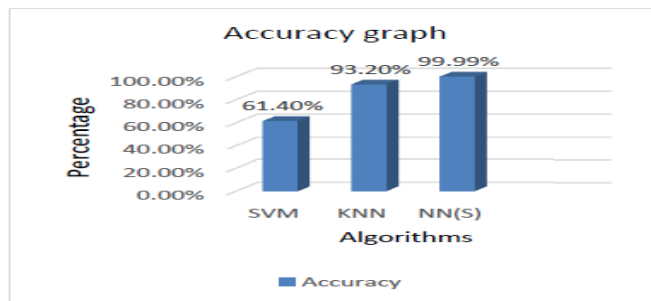 Accuracy graph
Percentage
100.00%
80.00%
60.00%
40.00%
20.00%
0.00%
61.40%
93.20%
99.99%
SVM KNN NN(S)
Algorithms
Accuracy